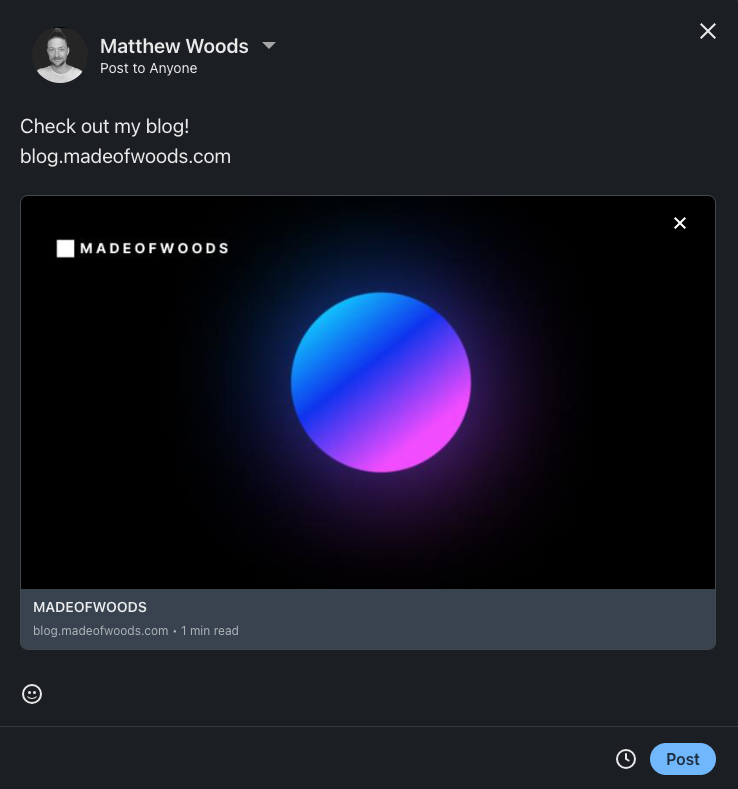 Matthew Woods
Post to Anyone
Check out my blog!
blog.madeofwoods.com
MADEOFWOODS
MADEOFWOODS
blog.madeofwoods.com • 1 min read
Post